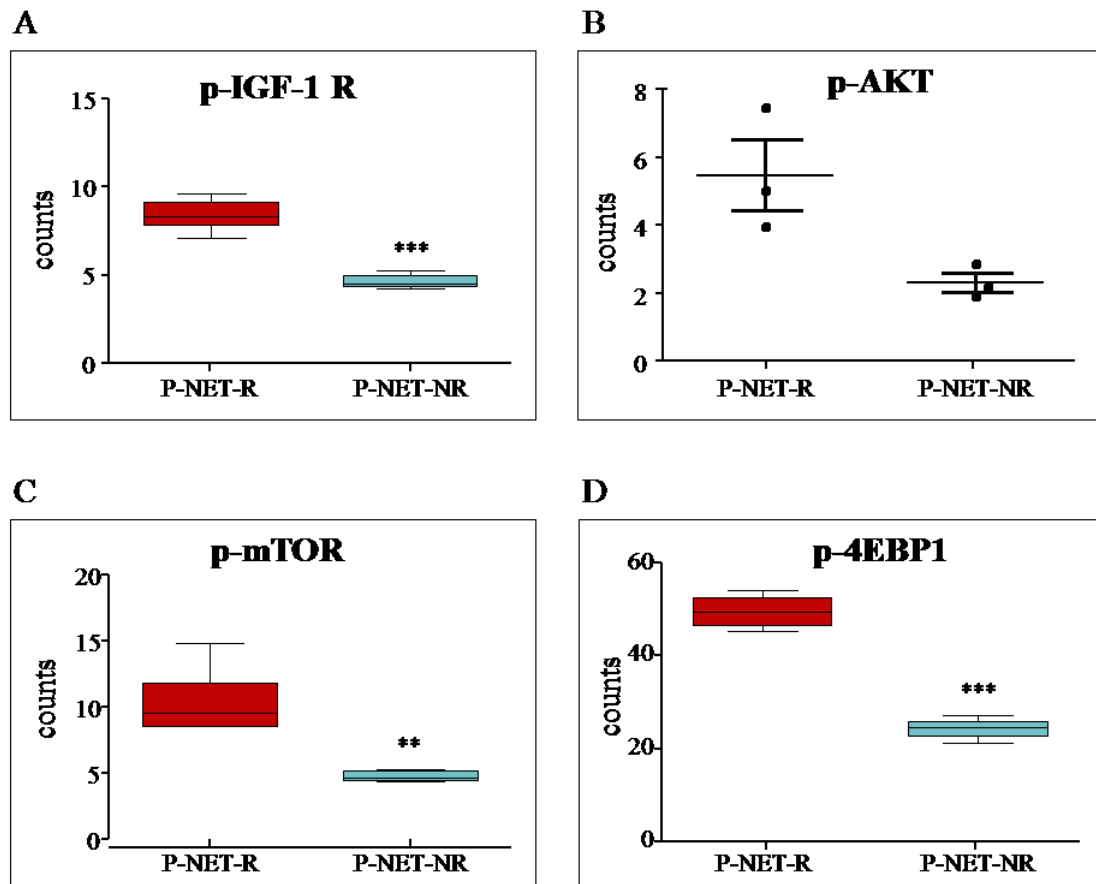 A
p-IGF-1 R
15
10
5
0
counts
***
P-NET-R P-NET-NR
B
p-AKT
8
6
4
2
0
counts
P-NET-R P-NET-NR
C
p-mTOR
20
15
10
5
0
counts
**
P-NET-R P-NET-NR
D
p-4EBP1
60
40
20
0
counts
***
P-NET-R P-NET-NR